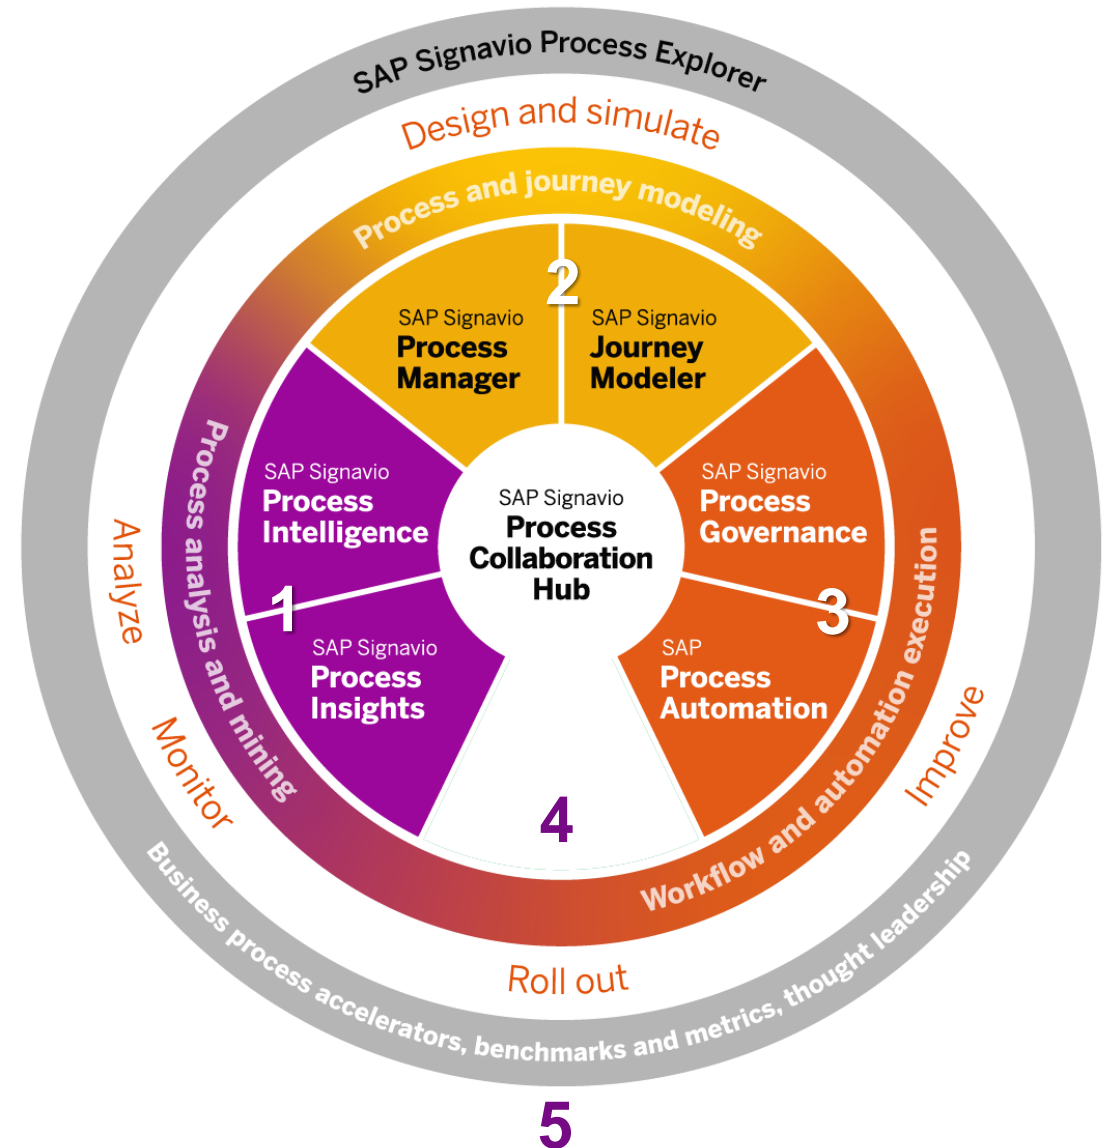 SAP Signavio Process Explorer
Design and simulate
Process and journey modeling
2
SAP Signavio
Process
Manager
SAP Signavio
Journey
Modeler
SAP Signavio
Process
Intelligence
SAP Signavio
Process
Collaboration
Hub
SAP Signavio
Process
Governance
Analyze
Process analysis and mining
1
3
Workflow and automation execution
SAP Signavio
Process
Insights
SAP
Process
Automation
Monitor
Improve
4
Roll out
Business process accelerators, benchmarks and metrics, thought leadership
5